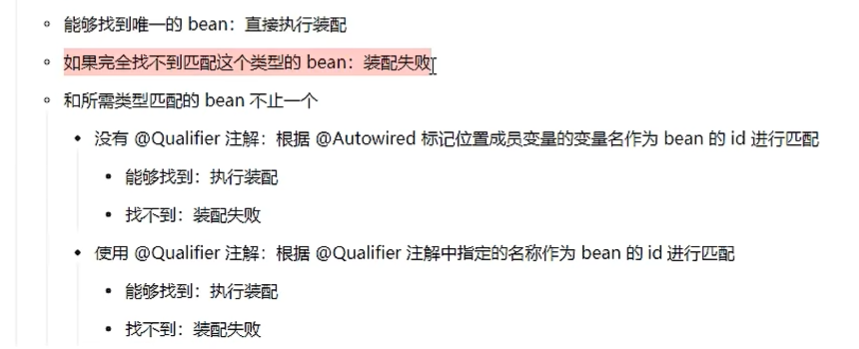 能够找到唯一的 bean：直接执行装配
如果完全找不到匹配这个类型的 bean：装配失败
和所需类型匹配的 bean 不止一个
没有 @Qualifier 注解：根据 @Autowired 标记位置成员变量的变量名作为 bean 的 id 进行匹配
能够找到：执行装配
找不到：装配失败
使用 @Qualifier 注解：根据 @Qualifier 注解中指定的名称作为 bean 的 id 进行匹配
能够找到：执行装配
找不到：装配失败